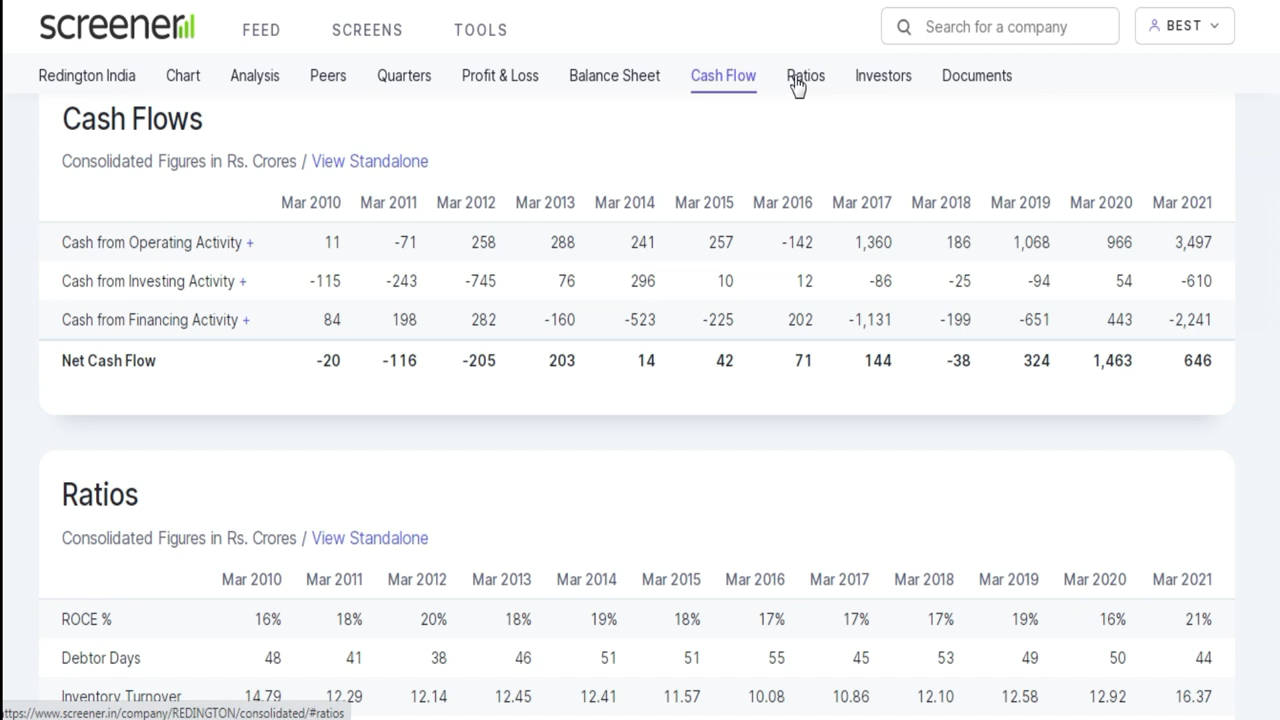 screener FEED SCREENS TOOLS Search for a company BEST
Redington India Chart Analysis Peers Quarters Profit & Loss Balance Sheet Cash Flow Ratios Investors Documents
Cash Flows
Consolidated Figures in Rs. Crores / View Standalone
Mar 2010 Mar 2011 Mar 2012 Mar 2013 Mar 2014 Mar 2015 Mar 2016 Mar 2017 Mar 2018 Mar 2019 Mar 2020 Mar 2021
Cash from Operating Activity + 11 -71 258 288 241 257 -142 1,360 186 1,068 966 3,497
Cash from Investing Activity + -115 -243 -745 76 296 10 12 -86 -25 -94 54 -610
Cash from Financing Activity + 84 198 282 -160 -523 -225 202 -1,131 -199 -651 443 -2,241
Net Cash Flow -20 -116 -205 203 14 42 71 144 -38 324 1,463 646
Ratios
Consolidated Figures in Rs. Crores / View Standalone
Mar 2010 Mar 2011 Mar 2012 Mar 2013 Mar 2014 Mar 2015 Mar 2016 Mar 2017 Mar 2018 Mar 2019 Mar 2020 Mar 2021
ROCE % 16% 18% 20% 18% 19% 18% 17% 17% 17% 19% 16% 21%
Debtor Days 48 41 38 46 51 51 55 45 53 49 50 44
Inventory Turnover 14.79 12.29 12.14 12.45 12.41 11.57 10.08 10.86 12.10 12.58 12.92 16.37
ttps://www.screener.in/company/REDINGTON/consolidated/#ratios